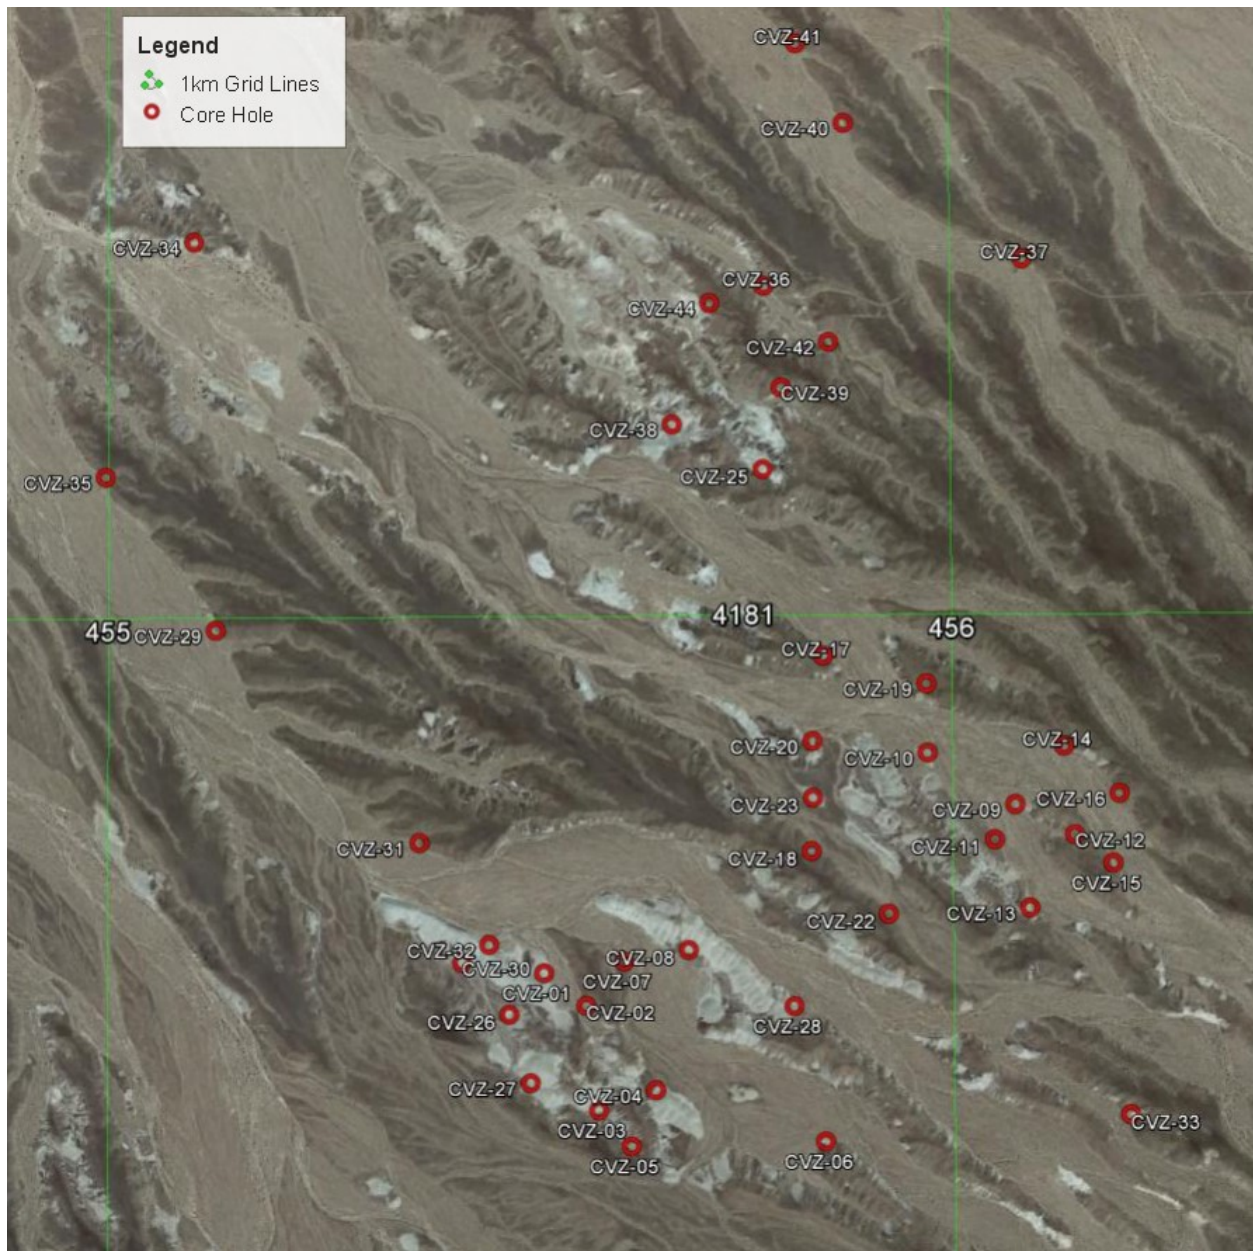 Legend
1km Grid Lines
Core Hole
CVZ-41
CVZ-40
CVZ-34
CVZ-37
CVZ-36
CVZ-44
CVZ-42
CVZ-39
CVZ-38
CVZ-25
CVZ-35
4181
455
CVZ-29
456
CVZ-17
CVZ-19
CVZ-14
CVZ-20
CVZ-10
CVZ-23
CVZ-09
CVZ-16
CVZ-12
CVZ-31
CVZ-11
CVZ-18
CVZ-15
CVZ-22
CVZ-13
CVZ-32
CVZ-08
CVZ-30
CVZ-07
CVZ-01
CVZ-02
CVZ-26
CVZ-28
CVZ-27
CVZ-04
CVZ-33
CVZ-03
CVZ-06
CVZ-05